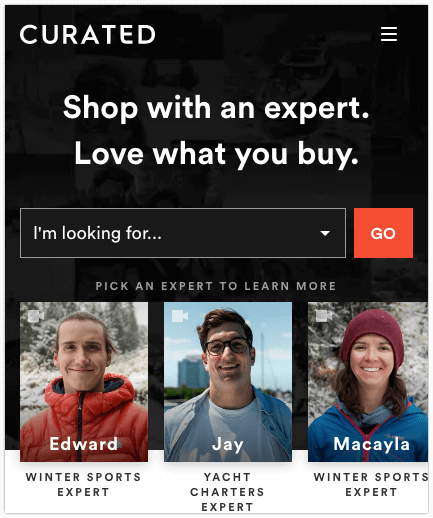 CURATED
Shop with an expert.
Love what you buy.
I'm looking for...
GO
PICK AN EXPERT TO LEARN MORE
Edward
WINTER SPORTS
EXPERT
Jay
YACHT
CHARTERS
EXPERT
Macayla
WINTER SPORTS
EXPERT